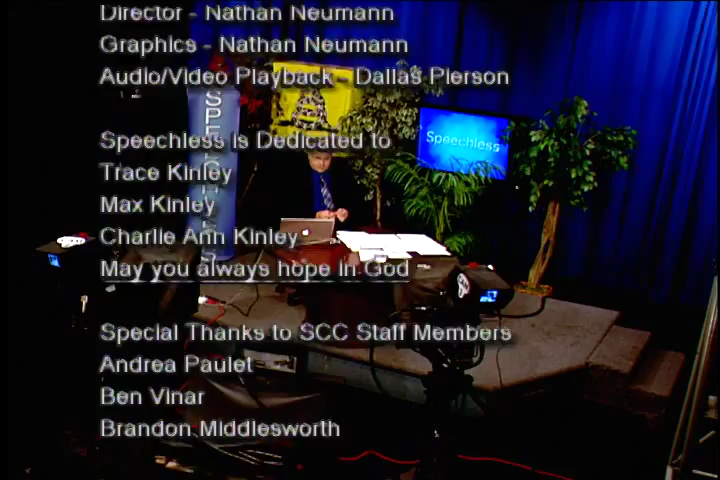 Director - Nathan Neumann
Graphics - Nathan Neumann
Audio/Video Playback - Dallas Pierson
Speechless is Dedicated to
Trace Kinley
Max Kinley
Charlie Ann Kinley
May you always hope in God
Special Thanks to SCC Staff Members
Andrea Paulet
Ben Vinar
Brandon Middlesworth
SPEECHLESS
Speechless